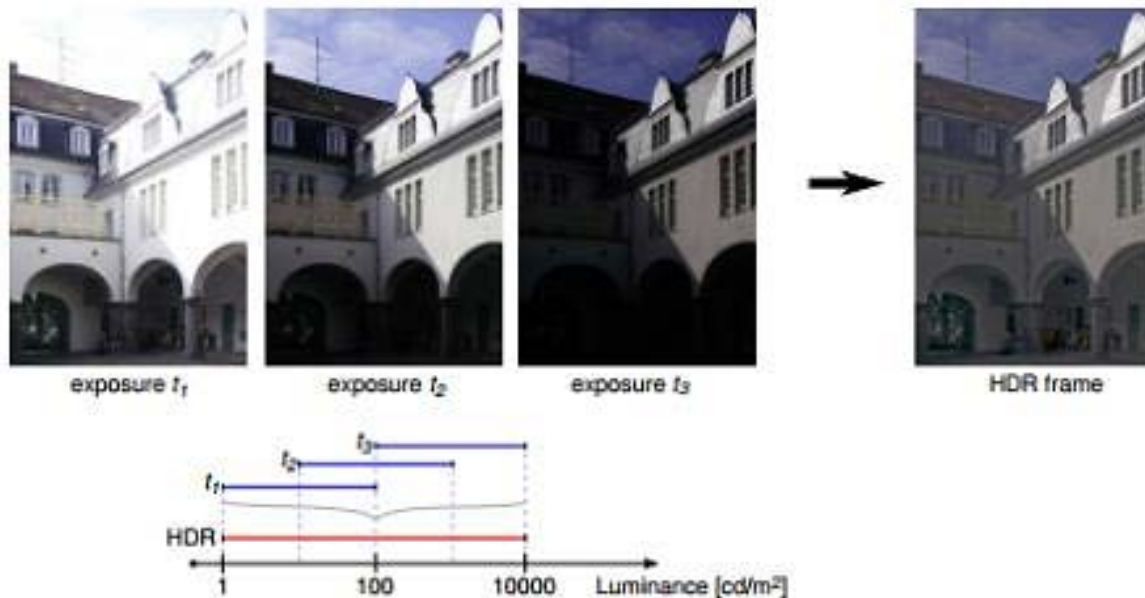 exposure t1
exposure t2
exposure t3
HDR frame
t3
t2
t1
HDR
1
100
10000
Luminance [cd/m²]